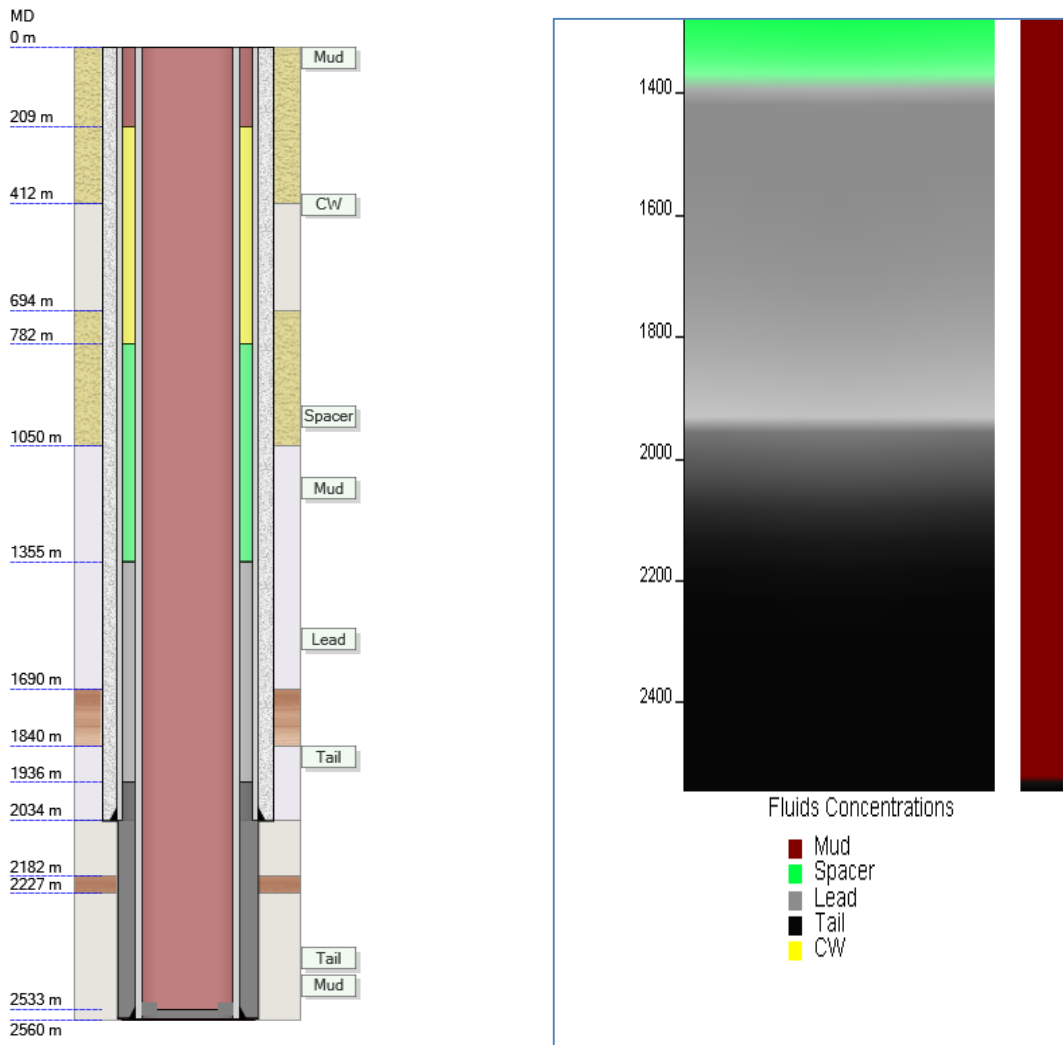 MD
0 m
Mud
209 m
412 m
CW
694 m
782 m
Spacer
1050 m
Mud
1355 m
Lead
1690 m
1840 m
Tail
1936 m
2034 m
2182 m
2227 m
Tail
Mud
2533 m
2560 m
1400
1600
1800
2000
2200
2400
Fluids Concentrations
Mud
Spacer
Lead
Tail
CW